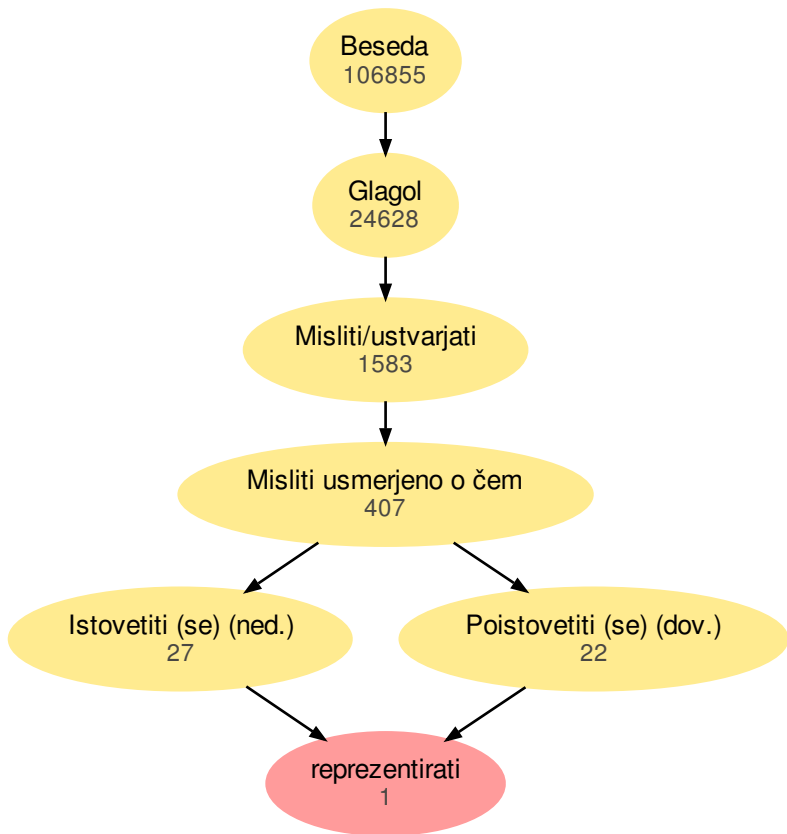 Beseda
106855
Glagol
24628
Misliti/ustvarjati
1583
Misliti usmerjeno o čem
407
Istovetiti (se) (ned.)
27
Poistovetiti (se) (dov.)
22
reprezentirati
1